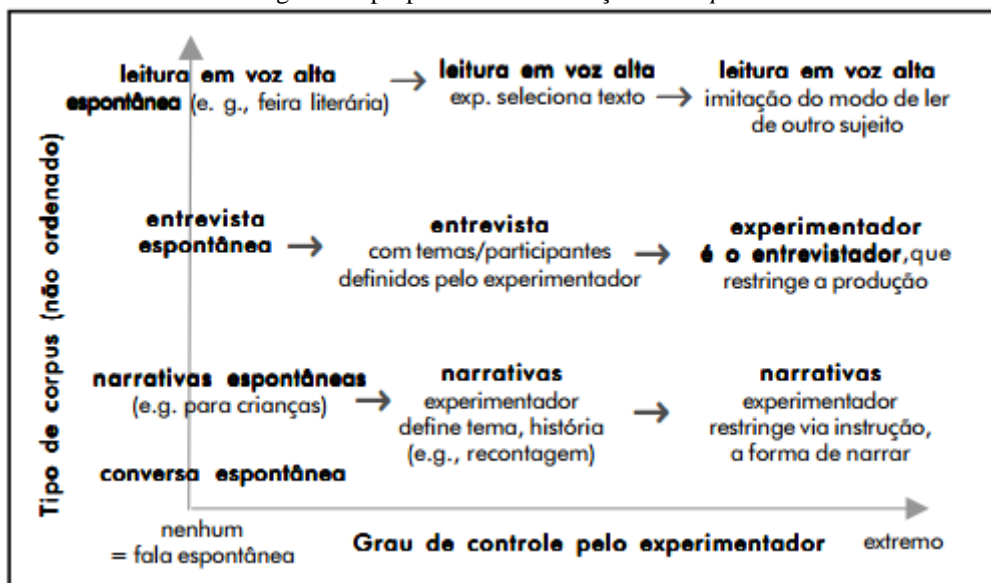 leitura em voz alta
espontânea (e. g., feira literária)
→ leitura em voz alta
exp. seleciona texto →
leitura em voz alta
imitação do modo de ler
de outro sujeito
entrevista
espontânea →
entrevista
com temas/participantes
definidos pelo experimentador →
experimentador
é o entrevistador, que
restringe a produção
narrativas espontâneas
(e.g. para crianças) →
narrativas
experimentador
define tema, história →
(e.g., recontagem)
narrativas
experimentador
restringe via instrução,
a forma de narrar
conversa espontânea
Tipo de corpus (não ordenado)
nenhum
= fala espontânea
Grau de controle pelo experimentador
extremo